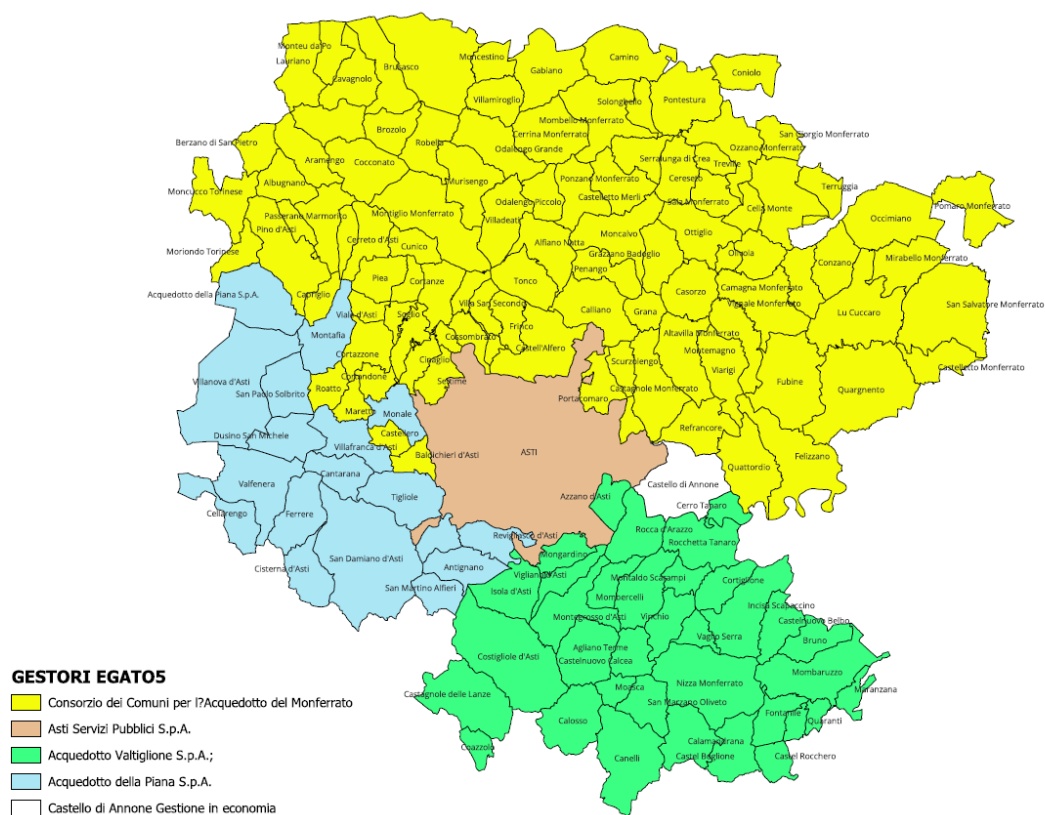 Monteu da Po
Lauriano
Cavagnolo
Brusasco
Moncestino
Gabiano
Camino
Coniolo
Villamiroglio
Solonghello
Pontestura
Mombello Monferrato
Berzano di San Pietro
Brozolo
Robella
Cerrina Monferrato
Odalengo Grande
San Giorgio Monferrato
Ozzano Monferrato
Aramengo
Cocconato
Serralunga di Crea
Treville
Albugnano
Murisengo
Ponzano Monferrato
Cereseto
Terruggia
Moncucco Torinese
Odalengo Piccolo
Castelletto Merli
Sala Monferrato
Cella Monte
Pomaro Monferrato
Passerano Marmorito
Montiglio Monferrato
Villadeati
Occimiano
Pino d'Asti
Cerreto d'Asti
Cunico
Alfiano Natta
Moncalvo
Ottiglio
Moriondo Torinese
Grazzano Badoglio
Olivola
Conzano
Mirabello Monferrato
Piea
Cortanze
Tonco
Penango
Camagna Monferrato
Acquedotto della Piana S.p.A.
Capriglio
Casorzo
Vignale Monferrato
San Salvatore Monferrato
Viale d'Asti
Soglio
Villa San Secondo
Calliano
Grana
Lu Cuccaro
Montafia
Cossombrato
Frinco
Altavilla Monferrato
Cortazzone
Cinaglio
Castell'Alfero
Scurzolengo
Montemagno
Castelletto Monferrato
Villanova d'Asti
Roatto
Cortandone
Settime
Viarigi
San Paolo Solbrito
Castagnole Monferrato
Fubine
Quargnento
Maretto
Monale
Portacomaro
Dusino San Michele
Castellero
Refrancore
Villafranca d'Asti
Baldichieri d'Asti
ASTI
Felizzano
Cantarana
Quattordio
Valfenera
Castello di Annone
Tigliole
Azzano d'Asti
Cerro Tanaro
Cellarengo
Ferrere
Rocca d'Arazzo
Revigliasco d'Asti
Rocchetta Tanaro
San Damiano d'Asti
Mongardino
Cisterna d'Asti
Antignano
Vigliano d'Asti
Montaldo Scarampi
Cortiglione
San Martino Alfieri
Isola d'Asti
Mombercelli
Incisa Scapaccino
Montegrosso d'Asti
Vinchio
Castelnuovo Belbo
Vaglio Serra
Bruno
Agliano Terme
Costigliole d'Asti
Castelnuovo Calcea
Mombaruzzo
Nizza Monferrato
Moasca
Maranzana
Castagnole delle Lanze
San Marzano Oliveto
Calosso
Fontanile
Quaranti
Coazzolo
Calamandrana
Canelli
Castel Boglione
Castel Rocchero
GESTORI EGATO5
Consorzio dei Comuni per l?Acquedotto del Monferrato
Asti Servizi Pubblici S.p.A.
Acquedotto Valtiglione S.p.A.;
Acquedotto della Piana S.p.A.
Castello di Annone Gestione in economia